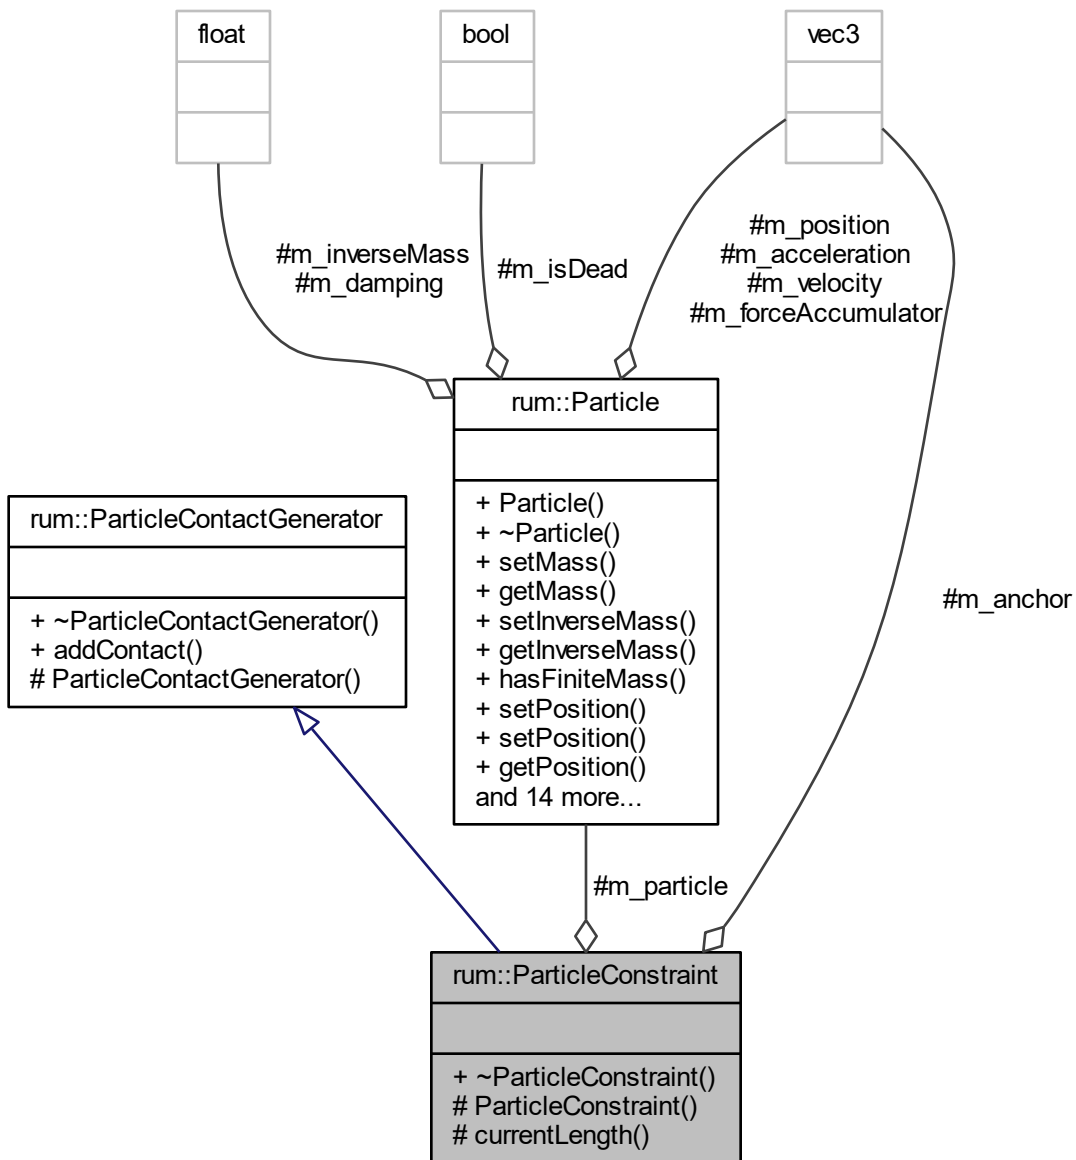 float
bool
vec3
#m_inverseMass
#m_damping
#m_isDead
#m_position
#m_acceleration
#m_velocity
#m_forceAccumulator
rum::Particle
+ Particle()
+ ~Particle()
+ setMass()
+ getMass()
+ setInverseMass()
+ getInverseMass()
+ hasFiniteMass()
+ setPosition()
+ setPosition()
+ getPosition()
and 14 more...
rum::ParticleContactGenerator
+ ~ParticleContactGenerator()
+ addContact()
# ParticleContactGenerator()
#m_anchor
#m_particle
rum::ParticleConstraint
+ ~ParticleConstraint()
# ParticleConstraint()
# currentLength()